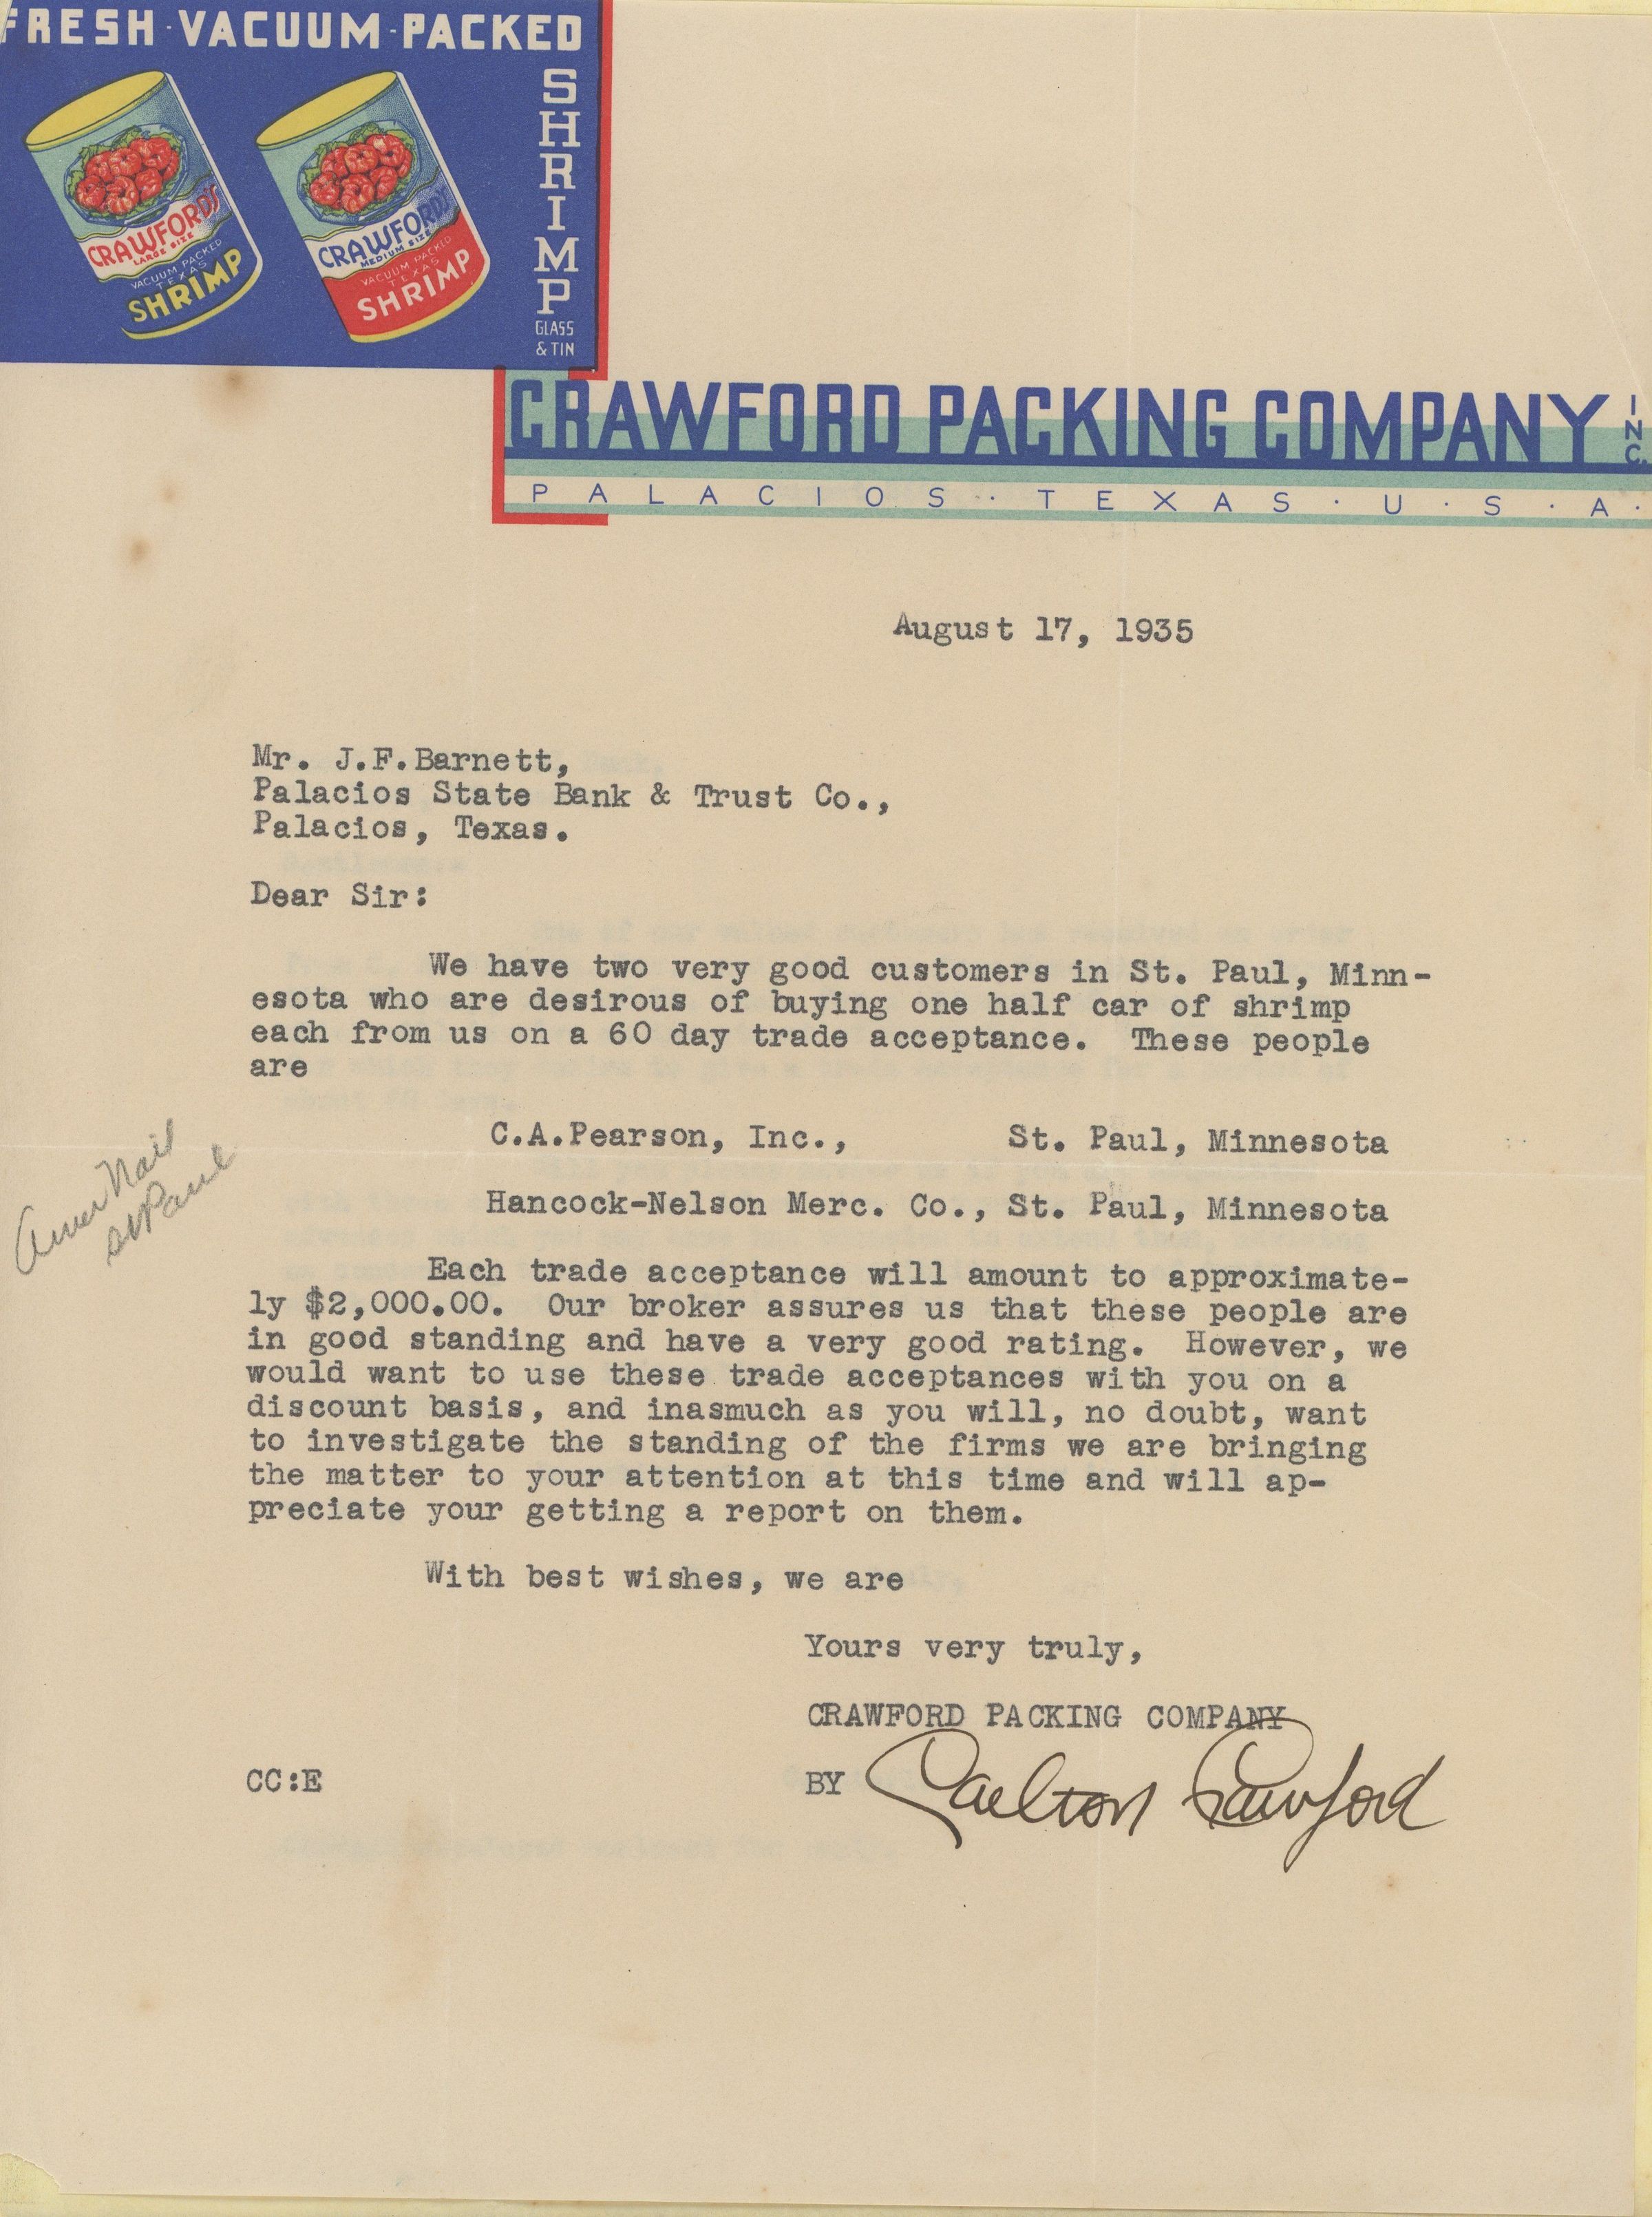 FRESH·VACUUM·PACKED
SHRIMP
GLASS
& TIN
CRAWFORD'S
LARGE SIZE
VACUUM PACKED
TEXAS
SHRIMP
CRAWFORD'S
MEDIUM SIZE
VACUUM PACKED
TEXAS
SHRIMP
CRAWFORD PACKING COMPANY INC.
PALACIOS·TEXAS·U·S·A·
August 17, 1935
Mr. J.F.Barnett,
Palacios State Bank & Trust Co.,
Palacios, Texas.
Dear Sir:
We have two very good customers in St. Paul, Minn-
esota who are desirous of buying one half car of shrimp
each from us on a 60 day trade acceptance. These people
are
C.A.Pearson, Inc., St. Paul, Minnesota
Hancock-Nelson Merc. Co., St. Paul, Minnesota
Amer Nail
St Paul
Each trade acceptance will amount to approximate-
ly $2,000.00. Our broker assures us that these people are
in good standing and have a very good rating. However, we
would want to use these trade acceptances with you on a
discount basis, and inasmuch as you will, no doubt, want
to investigate the standing of the firms we are bringing
the matter to your attention at this time and will ap-
preciate your getting a report on them.
With best wishes, we are
Yours very truly,
CRAWFORD PACKING COMPANY
CC:E
BY Carlton Crawford